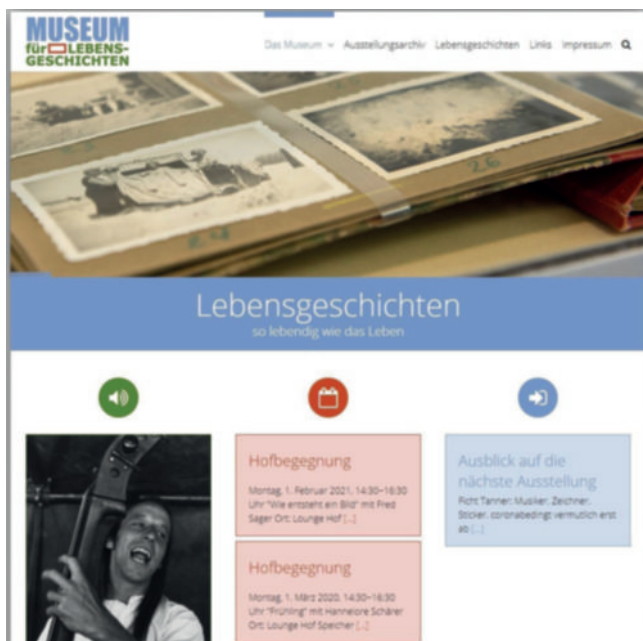 MUSEUM
für LEBENS-
GESCHICHTEN
Das Museum Ausstellungsarchiv Lebensgeschichten Links Impressum
26
Lebensgeschichten
so lebendig wie das Leben
Hofbegegnung
Montag, 1. Februar 2021, 14:30–16:30
Uhr "Wie entsteht ein Bild" mit Fred
Sager Ort: Lounge Hof [...]
Hofbegegnung
Montag, 1. März 2020, 14:30–16:30
Uhr "Frühling" mit Hannelore Schärer
Ort: Lounge Hof Speicher [...]
Ausblick auf die
nächste Ausstellung
Ficht Tanner: Musiker, Zeichner,
Sticker, coronabedingt vermutlich erst
ab [...]